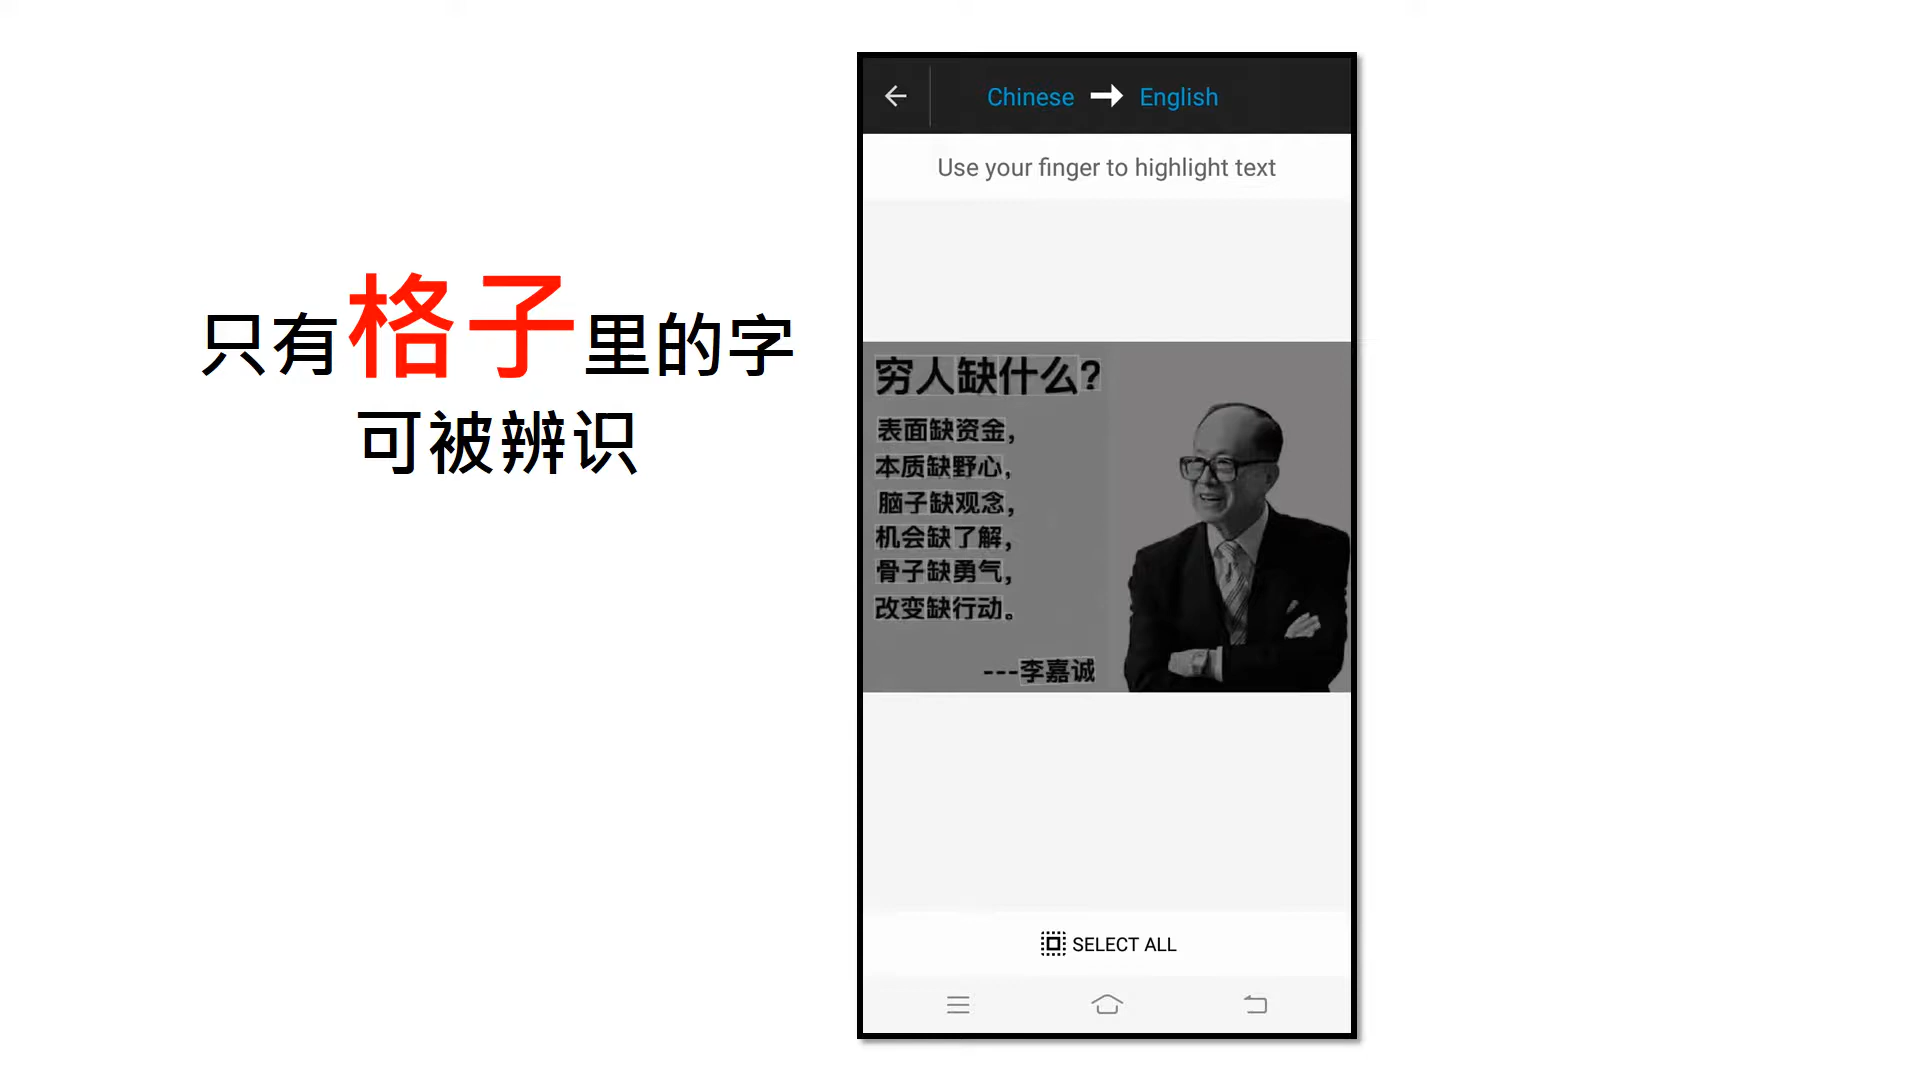 只有格子里的字
可被辨识
Chinese → English
Use your finger to highlight text
穷人缺什么?
表面缺资金，
本质缺野心，
脑子缺观念，
机会缺了解，
骨子缺勇气，
改变缺行动。
---李嘉诚
SELECT ALL